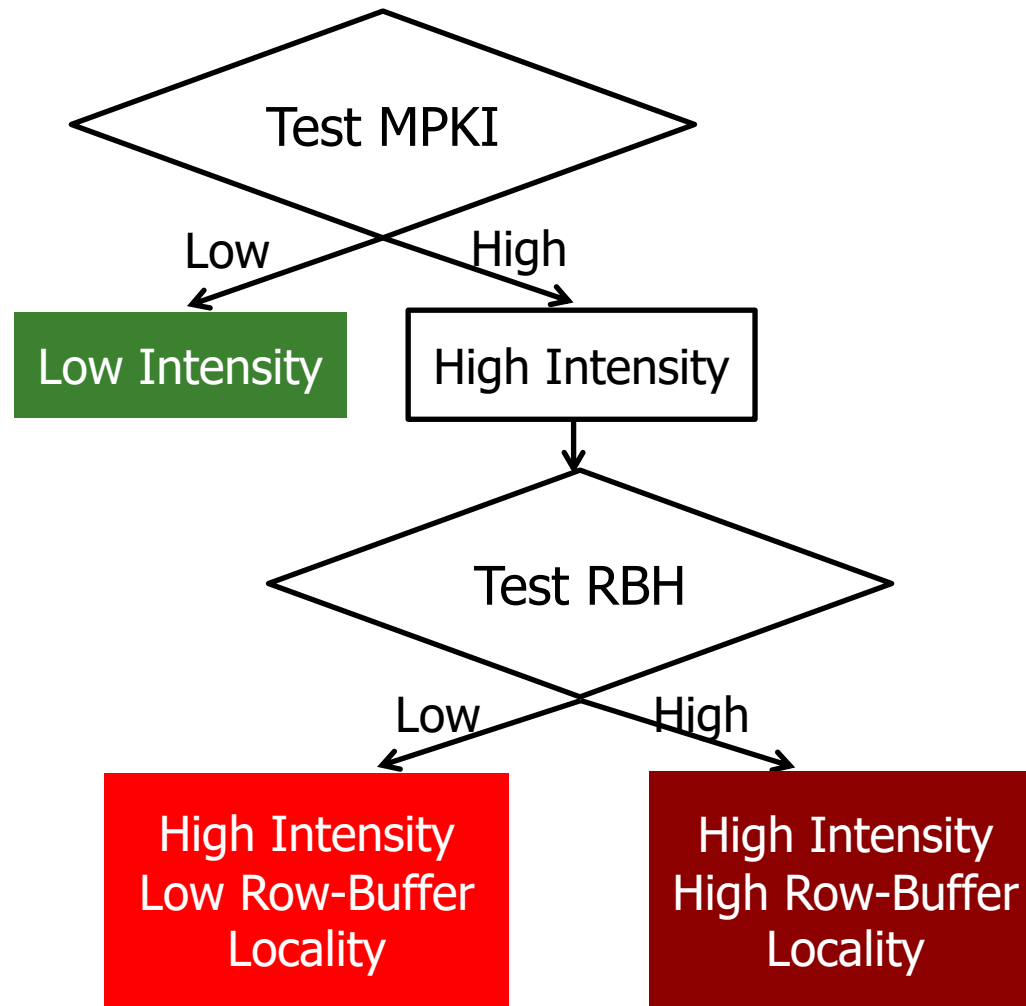 Test MPKI
Low
High
Low Intensity
High Intensity
Test RBH
Low
High
High Intensity
Low Row-Buffer
Locality
High Intensity
High Row-Buffer
Locality